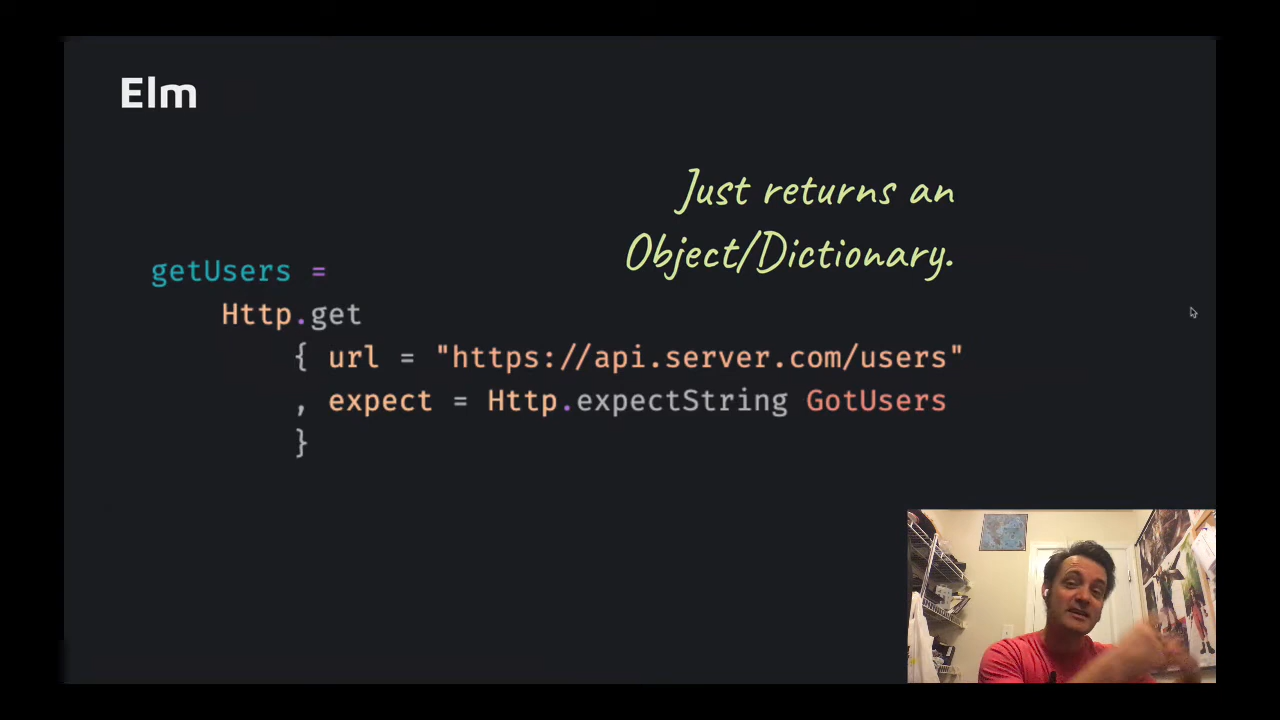 Elm
Just returns an
Object/Dictionary.
getUsers =
Http.get
{ url = "https://api.server.com/users"
, expect = Http.expectString GotUsers
}